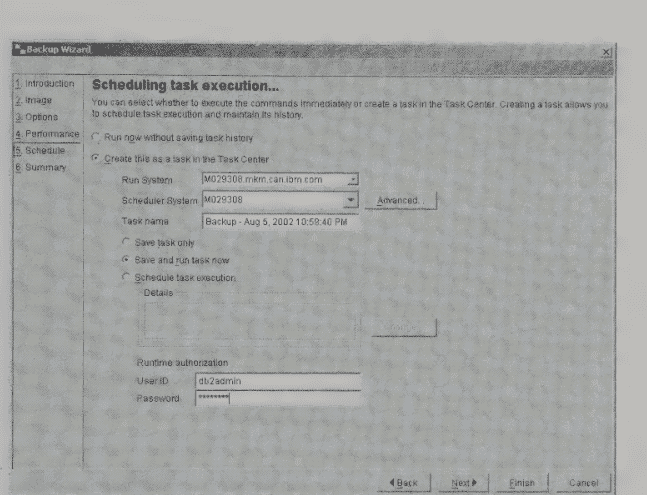 Backup Wizard
1. Introduction
2. Image
3. Options
4. Performance
5. Schedule
6. Summary
Scheduling task execution...
You can select whether to execute the commands immediately or create a task in the Task Center. Creating a task allows you
to schedule task execution and maintain its history.
Run now without saving task history
Create this as a task in the Task Center
Run System M029308.mkm.can.ibm.com
Scheduler System M029308 Advanced...
Task name Backup - Aug 5, 2002 10:59:40 PM
Save task only
Save and run task now
Schedule task execution
Details
Runtime authorization
User ID db2admin
Password ********
Back Next Finish Cancel